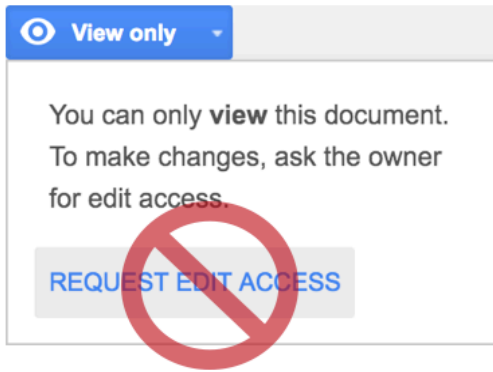 View only
You can only view this document.
To make changes, ask the owner
for edit access.
REQUEST EDIT ACCESS